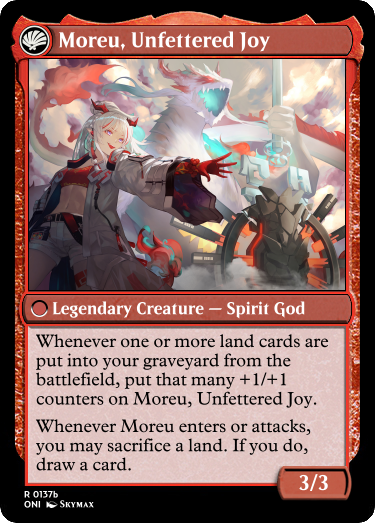 Moreu, Unfettered Joy
Legendary Creature — Spirit God
Whenever one or more land cards are
put into your graveyard from the
battlefield, put that many +1/+1
counters on Moreu, Unfettered Joy.
Whenever Moreu enters or attacks,
you may sacrifice a land. If you do,
draw a card.
3/3
R 0137b
ONI SKYMAX